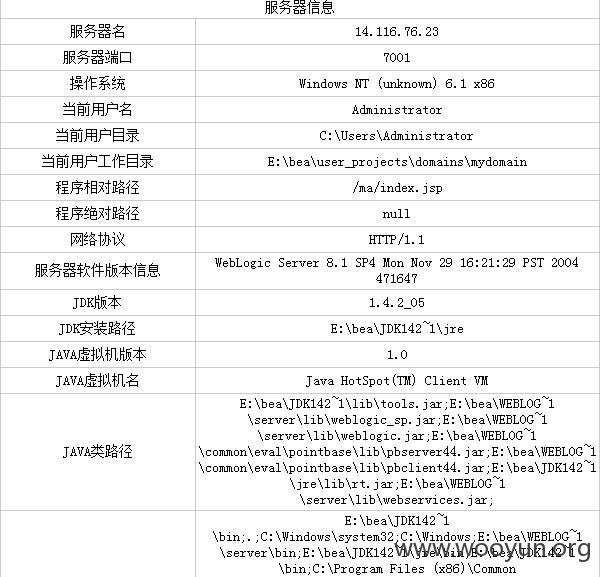 服务器信息
服务器名 14.116.76.23
服务器端口 7001
操作系统 Windows NT (unknown) 6.1 x86
当前用户名 Administrator
当前用户目录 C:\Users\Administrator
当前用户工作目录 E:\bea\user_projects\domains\mydomain
程序相对路径 /ma/index.jsp
程序绝对路径 null
网络协议 HTTP/1.1
服务器软件版本信息 WebLogic Server 8.1 SP4 Mon Nov 29 16:21:29 PST 2004
471647
JDK版本 1.4.2_05
JDK安装路径 E:\bea\JDK142~1\jre
JAVA虚拟机版本 1.0
JAVA虚拟机名 Java HotSpot(TM) Client VM
JAVA类路径
E:\bea\JDK142~1\lib\tools.jar;E:\bea\WEBLOG~1
\server\lib\weblogic_sp.jar;E:\bea\WEBLOG~1
\server\lib\weblogic.jar;E:\bea\WEBLOG~1
\common\eval\pointbase\lib\pbserver44.jar;E:\bea\WEBLOG~1
\common\eval\pointbase\lib\pbclient44.jar;E:\bea\JDK142~1
\jre\lib\rt.jar;E:\bea\WEBLOG~1
\server\lib\webservices.jar;
E:\bea\JDK142~1
\bin;.;C:\Windows\system32;C:\Windows;E:\bea\WEBLOG~1
\server\bin;E:\bea\JDK142~1\jre\bin;E:\bea\JDK142~1
\bin;C:\Program Files (x86)\Common
www.wooyun.org